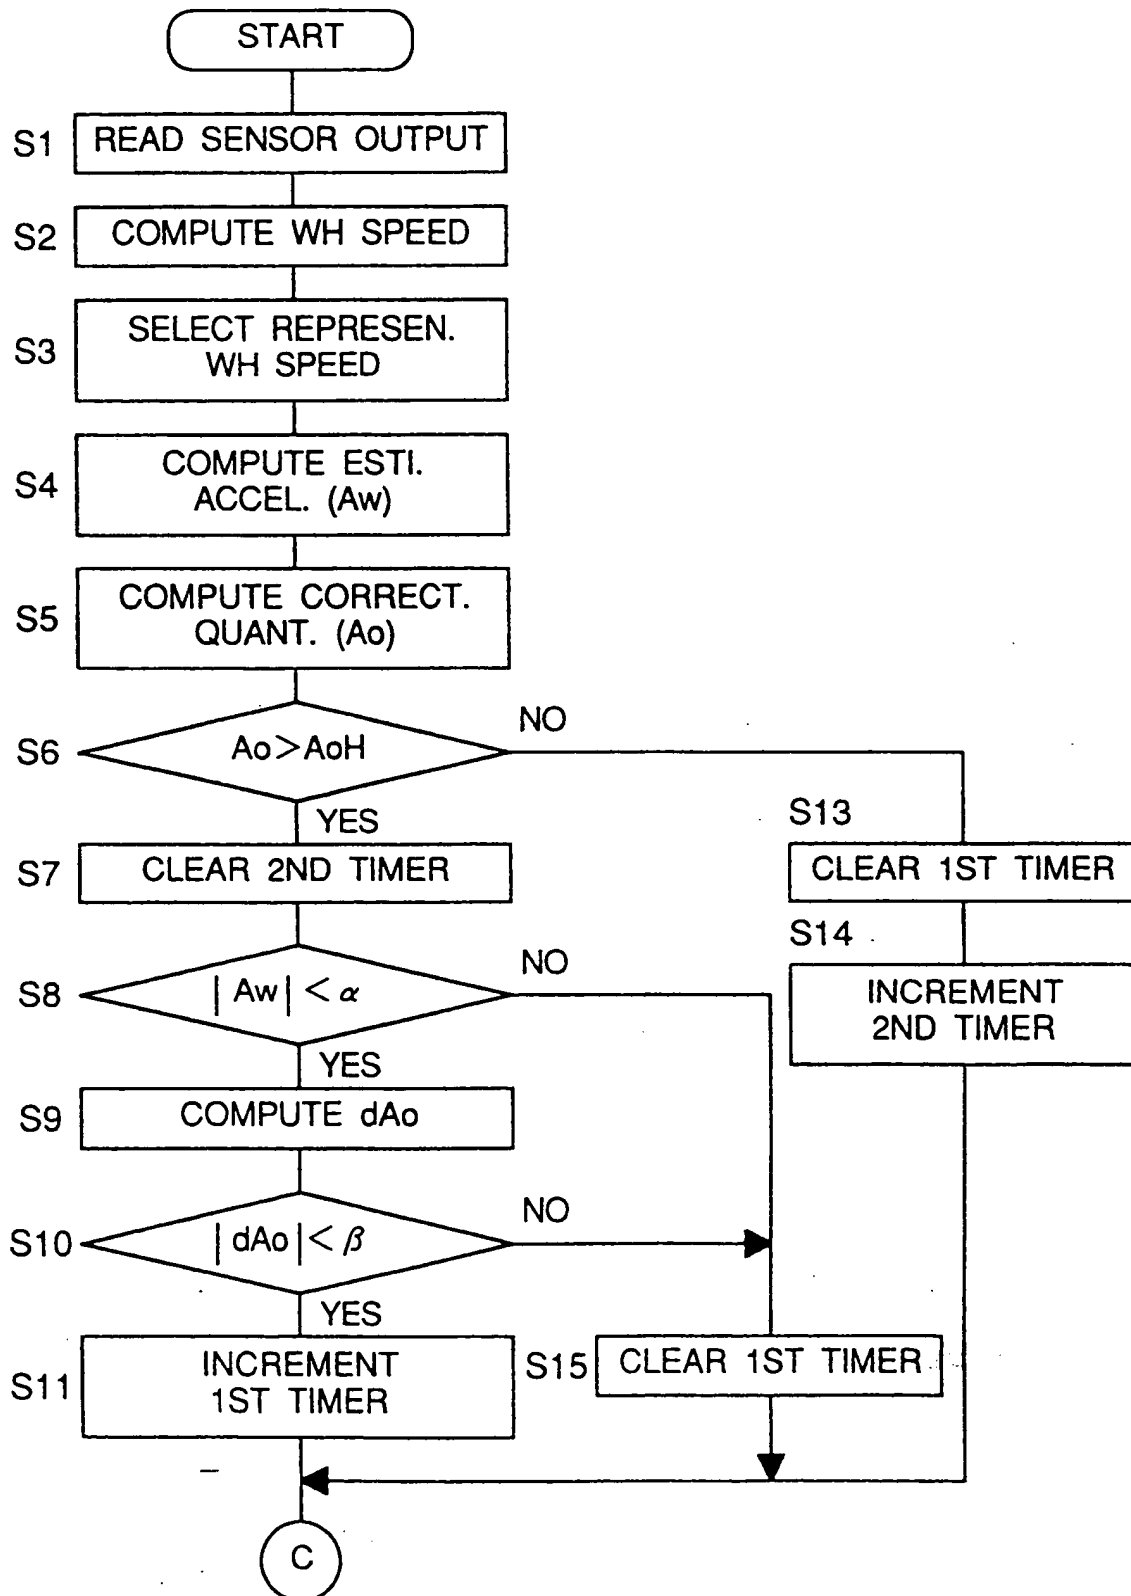 START
S1
READ SENSOR OUTPUT
S2
COMPUTE WH SPEED
S3
SELECT REPRESEN.
WH SPEED
S4
COMPUTE ESTI.
ACCEL. (Aw)
S5
COMPUTE CORRECT.
QUANT. (Ao)
S6
Ao>AoH
NO
YES
S13
CLEAR 1ST TIMER
S7
CLEAR 2ND TIMER
S14
INCREMENT
2ND TIMER
S8
| Aw | < α
NO
YES
S9
COMPUTE dAo
S10
| dAo | < β
NO
YES
S11
INCREMENT
1ST TIMER
S15
CLEAR 1ST TIMER
C